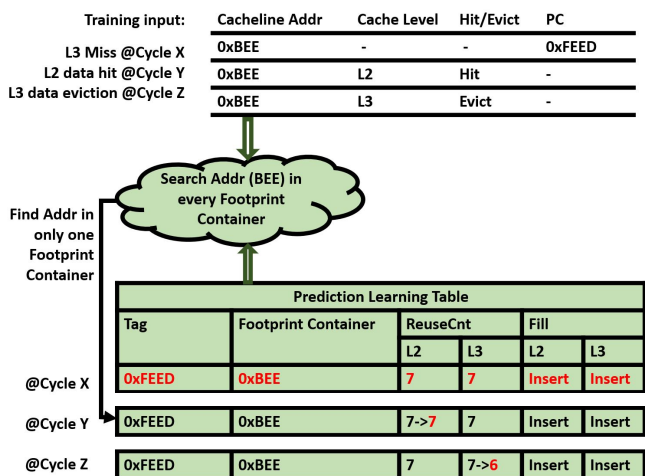 Training input: Cacheline Addr Cache Level Hit/Evict PC
L3 Miss @Cycle X 0xBEE - - 0xFEED
L2 data hit @Cycle Y 0xBEE L2 Hit -
L3 data eviction @Cycle Z 0xBEE L3 Evict -
Search Addr (BEE) in
every Footprint
Container
Find Addr in
only one
Footprint
Container
Prediction Learning Table
Tag Footprint Container ReuseCnt Fill
L2 L3 L2 L3
@Cycle X 0xFEED 0xBEE 7 7 Insert Insert
@Cycle Y 0xFEED 0xBEE 7->7 7 Insert Insert
@Cycle Z 0xFEED 0xBEE 7 7->6 Insert Insert